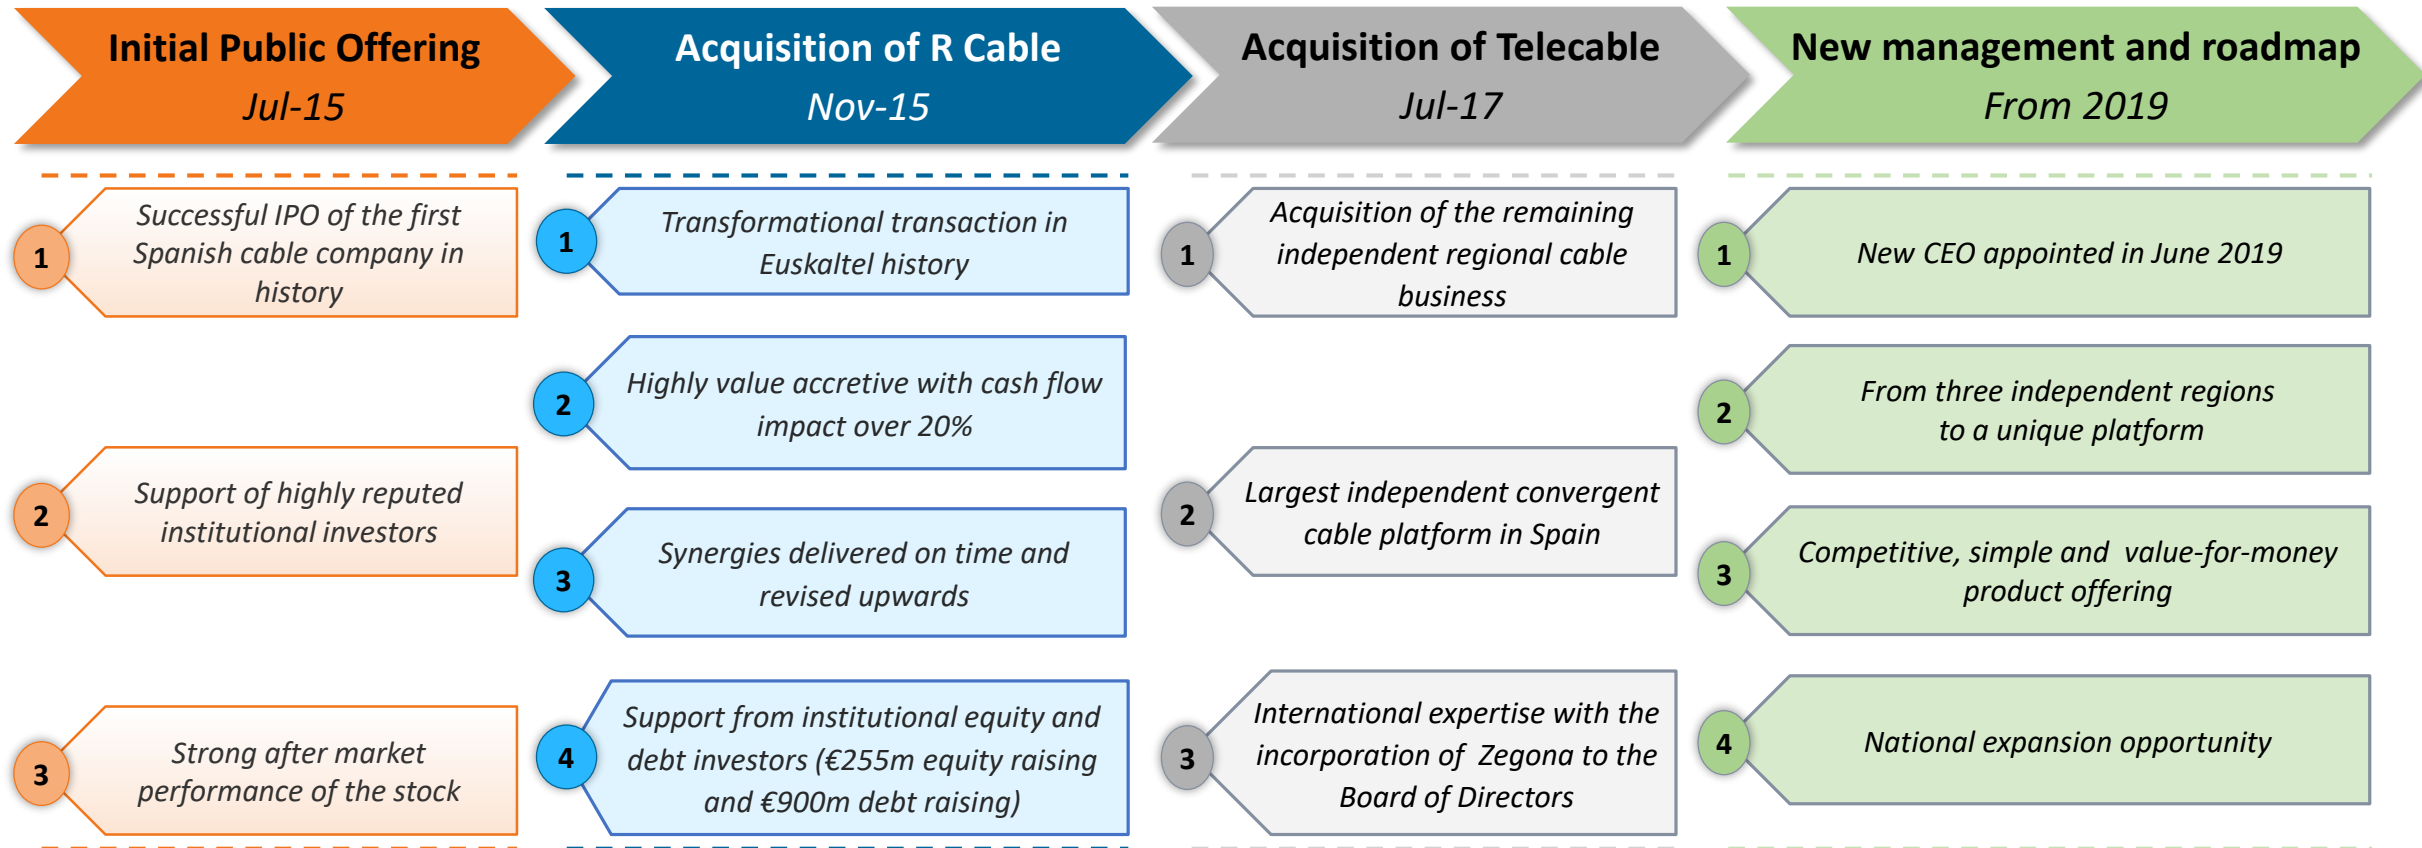 Initial Public Offering
Jul-15
1
Successful IPO of the first
Spanish cable company in
history
2
Support of highly reputed
institutional investors
3
Strong after market
performance of the stock
Acquisition of R Cable
Nov-15
1
Transformational transaction in
Euskaltel history
2
Highly value accretive with cash flow
impact over 20%
3
Synergies delivered on time and
revised upwards
4
Support from institutional equity and
debt investors (€255m equity raising
and €900m debt raising)
Acquisition of Telecable
Jul-17
1
Acquisition of the remaining
independent regional cable
business
2
Largest independent convergent
cable platform in Spain
3
International expertise with the
incorporation of Zegona to the
Board of Directors
New management and roadmap
From 2019
1
New CEO appointed in June 2019
2
From three independent regions
to a unique platform
3
Competitive, simple and value-for-money
product offering
4
National expansion opportunity